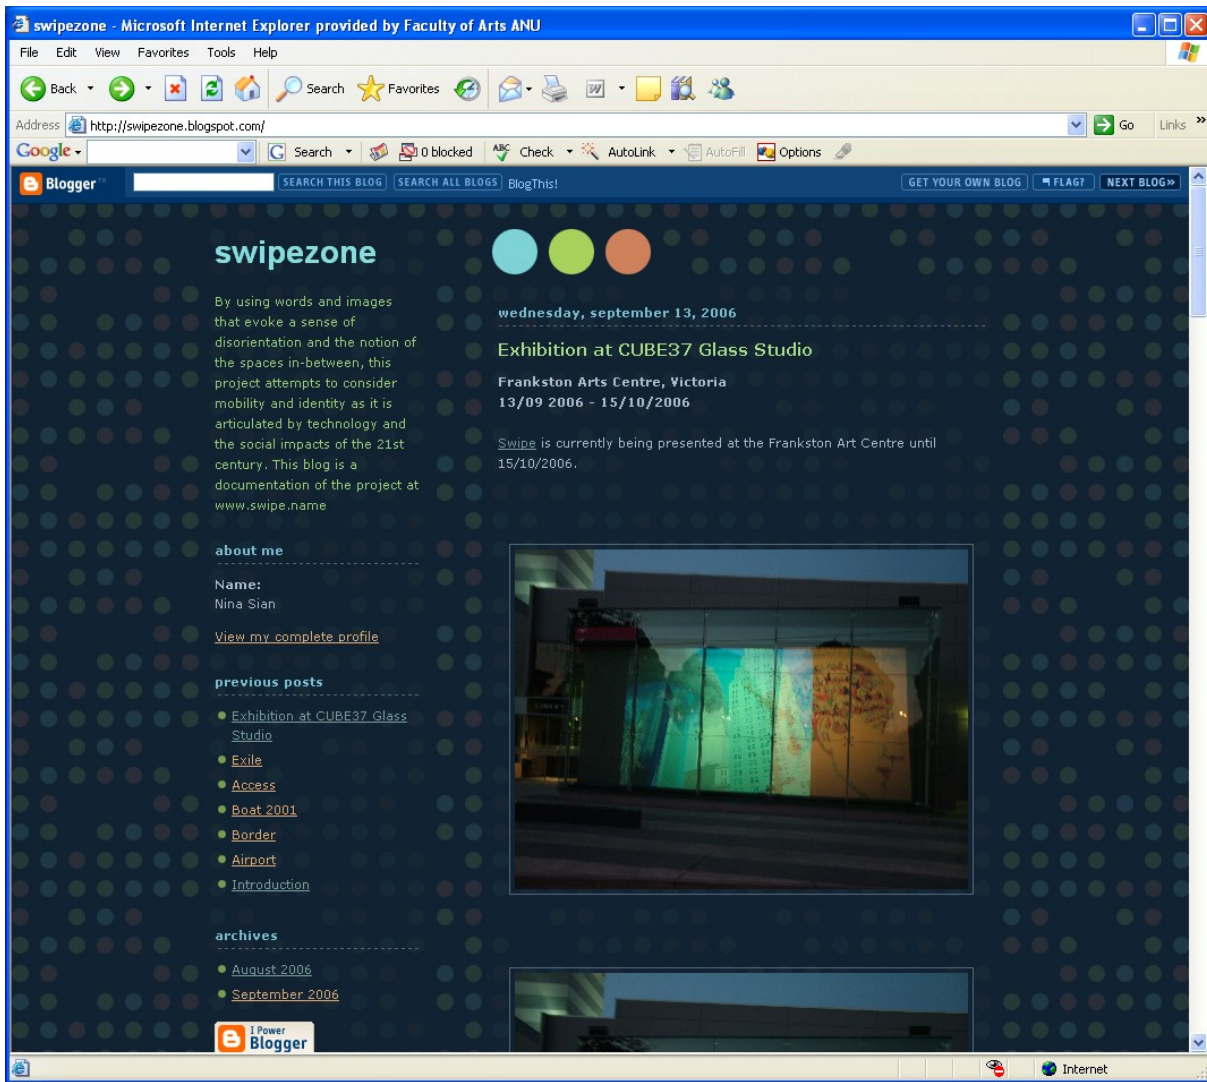 swipezone - Microsoft Internet Explorer provided by Faculty of Arts ANU
File Edit View Favorites Tools Help
Back Search Favorites
Address http://swipezone.blogspot.com/ Go Links »
Google Search 0 blocked ABC Check AutoLink AutoFill Options
Blogger™ SEARCH THIS BLOG SEARCH ALL BLOGS BlogThis! GET YOUR OWN BLOG FLAG? NEXT BLOG»
swipezone
By using words and images
that evoke a sense of
disorientation and the notion of
the spaces in-between, this
project attempts to consider
mobility and identity as it is
articulated by technology and
the social impacts of the 21st
century. This blog is a
documentation of the project at
www.swipe.name
about me
Name:
Nina Sian
View my complete profile
previous posts
Exhibition at CUBE37 Glass
Studio
Exile
Access
Boat 2001
Border
Airport
Introduction
archives
August 2006
September 2006
I Power
Blogger
wednesday, september 13, 2006
Exhibition at CUBE37 Glass Studio
Frankston Arts Centre, Victoria
13/09 2006 - 15/10/2006
Swipe is currently being presented at the Frankston Art Centre until
15/10/2006.
Internet